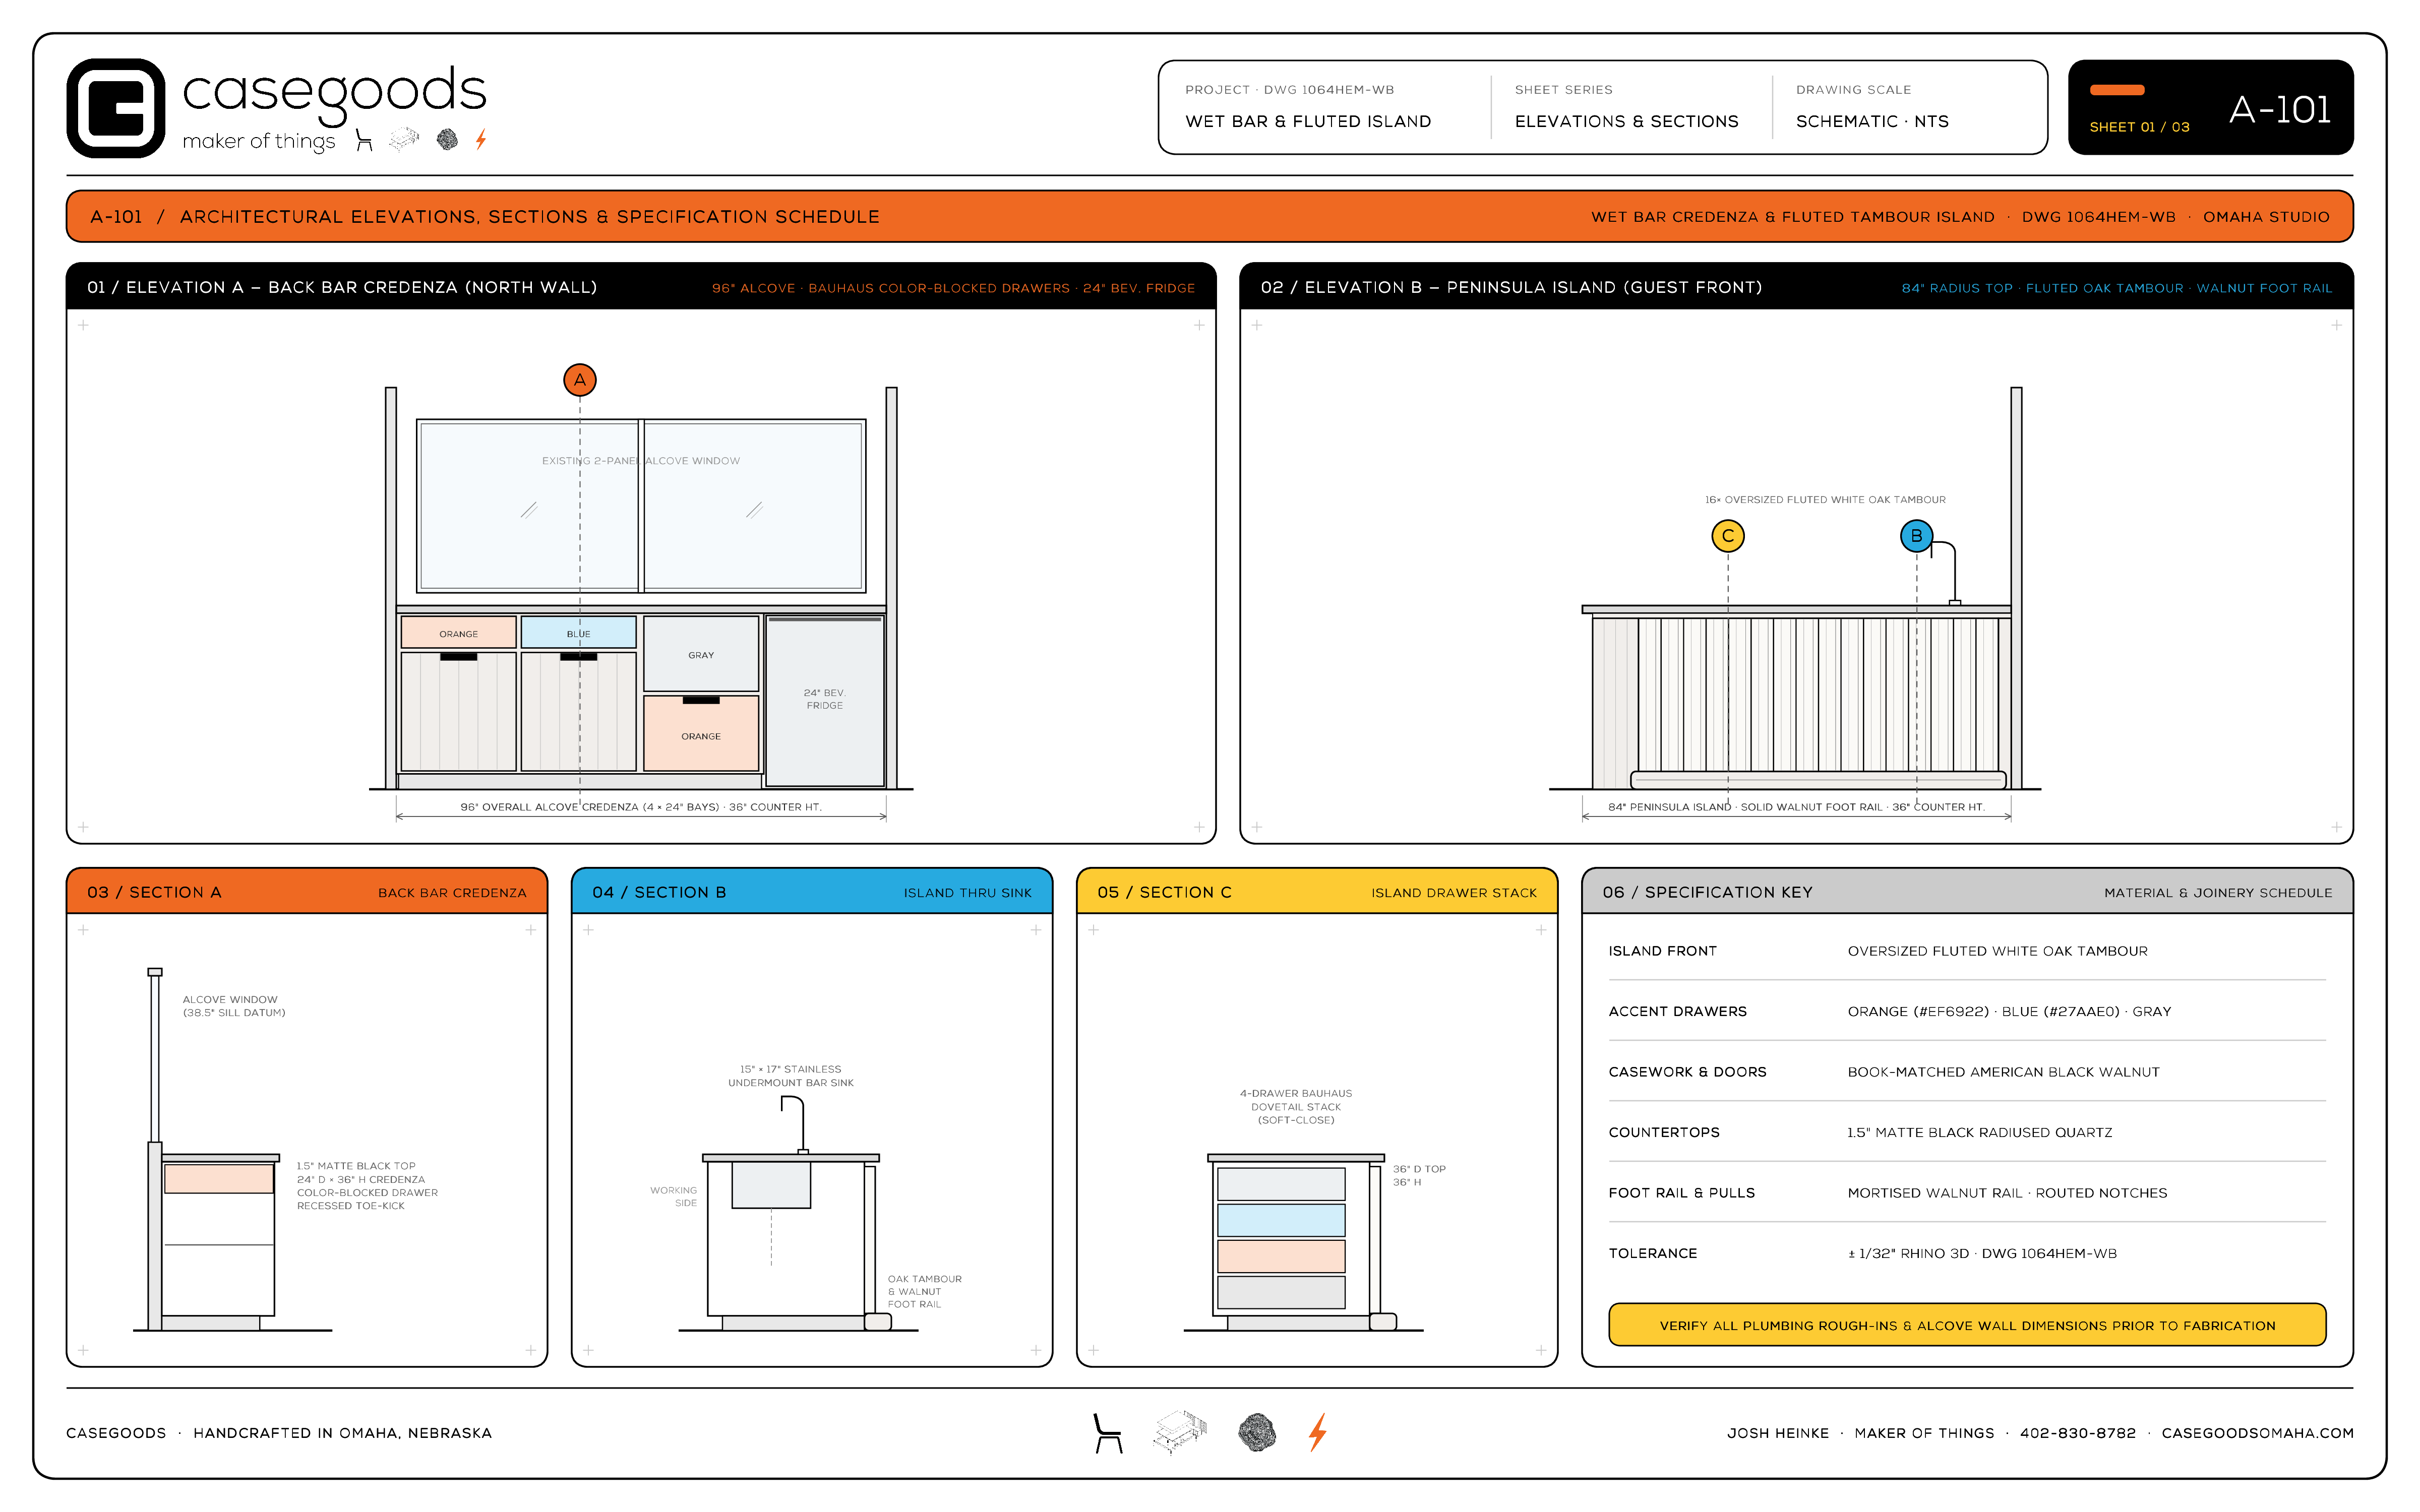 casegoods
maker of things
PROJECT · DWG 1064HEM-WB
WET BAR & FLUTED ISLAND
SHEET SERIES
ELEVATIONS & SECTIONS
DRAWING SCALE
SCHEMATIC · NTS
SHEET 01 / 03
A-101
A-101 / ARCHITECTURAL ELEVATIONS, SECTIONS & SPECIFICATION SCHEDULE
WET BAR CREDENZA & FLUTED TAMBOUR ISLAND · DWG 1064HEM-WB · OMAHA STUDIO
01 / ELEVATION A – BACK BAR CREDENZA (NORTH WALL)
96" ALCOVE · BAUHAUS COLOR-BLOCKED DRAWERS · 24" BEV. FRIDGE
A
EXISTING 2-PANEL ALCOVE WINDOW
ORANGE
BLUE
GRAY
ORANGE
24" BEV.
FRIDGE
96" OVERALL ALCOVE CREDENZA (4 × 24" BAYS) · 36" COUNTER HT.
02 / ELEVATION B – PENINSULA ISLAND (GUEST FRONT)
84" RADIUS TOP · FLUTED OAK TAMBOUR · WALNUT FOOT RAIL
16× OVERSIZED FLUTED WHITE OAK TAMBOUR
C
B
84" PENINSULA ISLAND · SOLID WALNUT FOOT RAIL · 36" COUNTER HT.
03 / SECTION A
BACK BAR CREDENZA
ALCOVE WINDOW
(38.5" SILL DATUM)
1.5" MATTE BLACK TOP
24" D × 36" H CREDENZA
COLOR-BLOCKED DRAWER
RECESSED TOE-KICK
04 / SECTION B
ISLAND THRU SINK
15" × 17" STAINLESS
UNDERMOUNT BAR SINK
WORKING
SIDE
OAK TAMBOUR
& WALNUT
FOOT RAIL
05 / SECTION C
ISLAND DRAWER STACK
4-DRAWER BAUHAUS
DOVETAIL STACK
(SOFT-CLOSE)
36" D TOP
36" H
06 / SPECIFICATION KEY
MATERIAL & JOINERY SCHEDULE
ISLAND FRONT
OVERSIZED FLUTED WHITE OAK TAMBOUR
ACCENT DRAWERS
ORANGE (#EF6922) · BLUE (#27AAE0) · GRAY
CASEWORK & DOORS
BOOK-MATCHED AMERICAN BLACK WALNUT
COUNTERTOPS
1.5" MATTE BLACK RADIUSED QUARTZ
FOOT RAIL & PULLS
MORTISED WALNUT RAIL · ROUTED NOTCHES
TOLERANCE
± 1/32" RHINO 3D · DWG 1064HEM-WB
VERIFY ALL PLUMBING ROUGH-INS & ALCOVE WALL DIMENSIONS PRIOR TO FABRICATION
CASEGOODS · HANDCRAFTED IN OMAHA, NEBRASKA
JOSH HEINKE · MAKER OF THINGS · 402-830-8782 · CASEGOODSOMAHA.COM